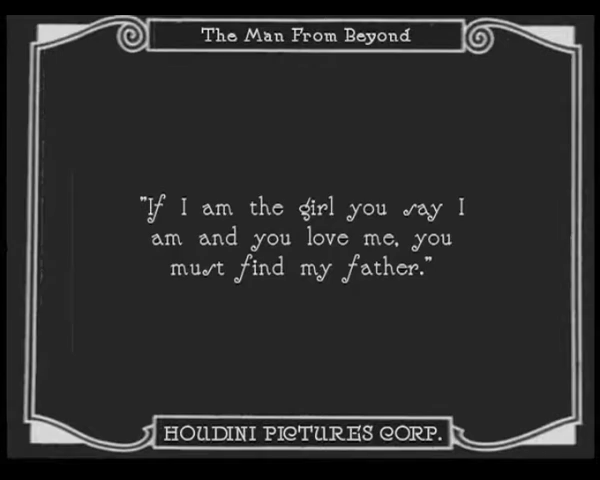 The Man From Beyond
"If I am the girl you say I
am and you love me, you
must find my father."
HOUDINI PICTURES CORP.